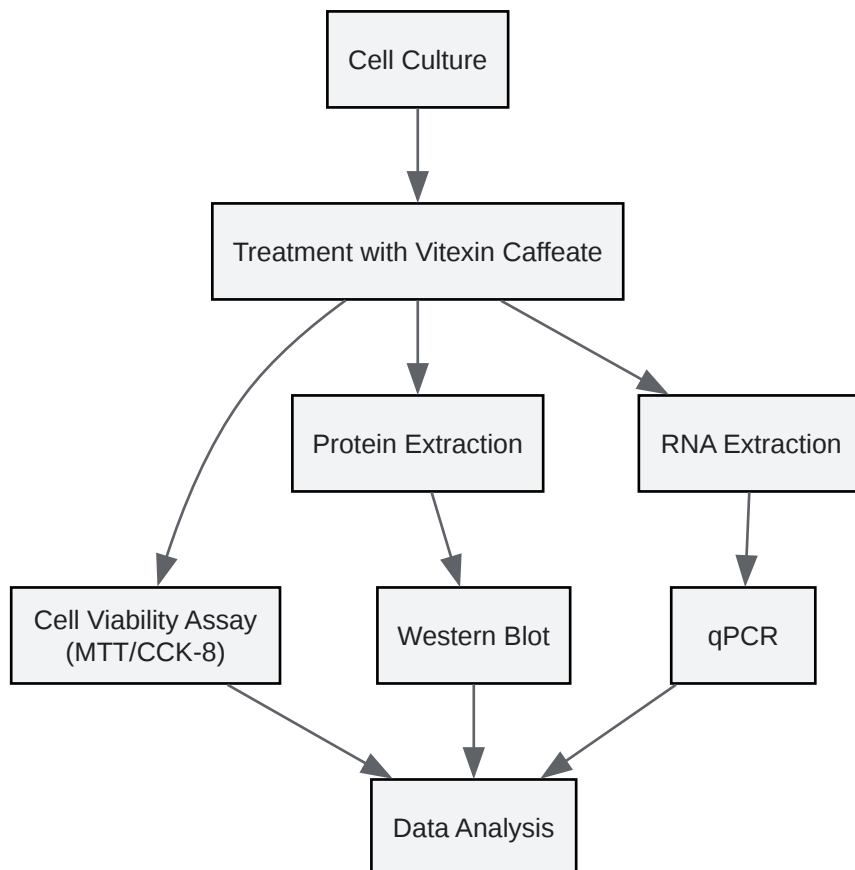 Cell Culture
Treatment with Vitexin Caffeate
Protein Extraction
RNA Extraction
Cell Viability Assay
(MTT/CCK-8)
Western Blot
qPCR
Data Analysis